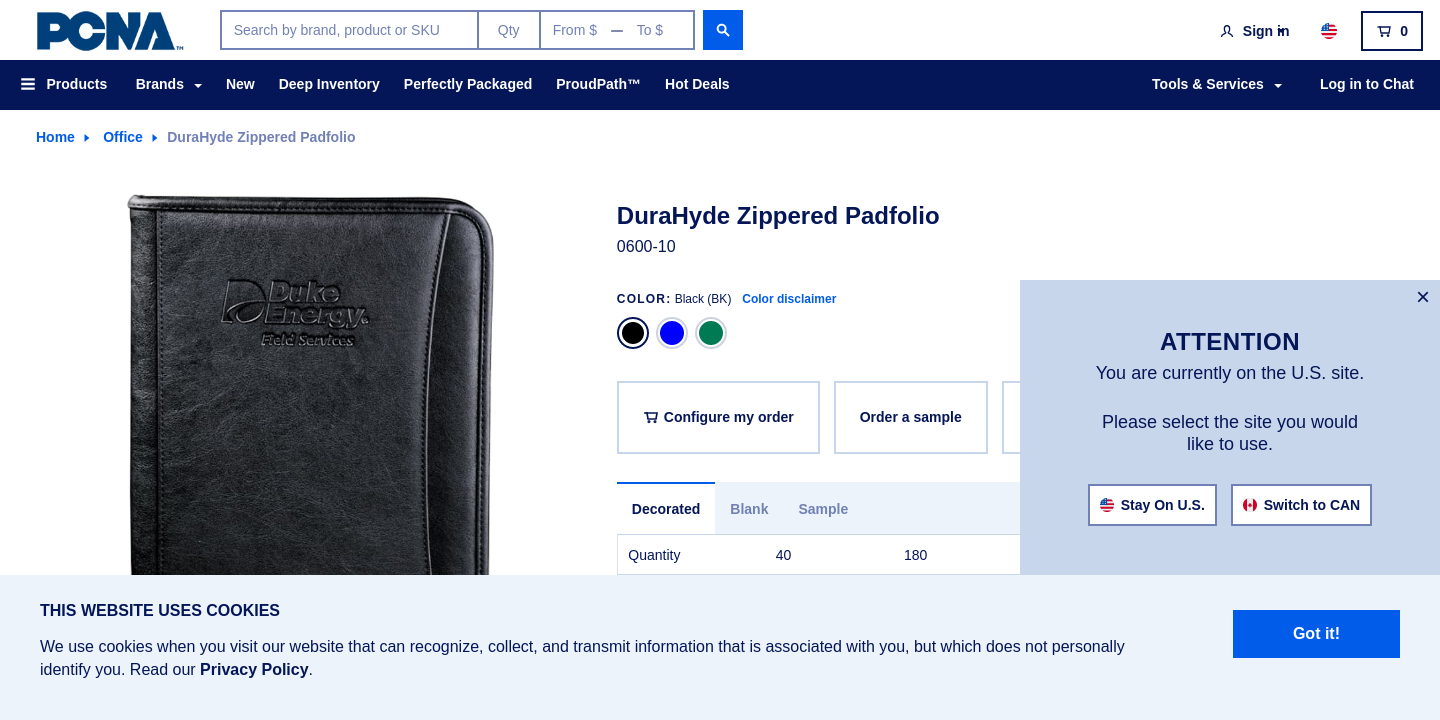 PCNA™
Search by brand, product or SKU
Qty
From $ — To $
Sign in
0
Products
Brands
New
Deep Inventory
Perfectly Packaged
ProudPath™
Hot Deals
Tools & Services
Log in to Chat
Home
Office
DuraHyde Zippered Padfolio
Duke
Energy®
Field Services
DuraHyde Zippered Padfolio
0600-10
COLOR: Black (BK) Color disclaimer
Configure my order
Order a sample
Decorated
Blank
Sample
Quantity 40 180
×
ATTENTION
You are currently on the U.S. site.
Please select the site you would
like to use.
Stay On U.S.
Switch to CAN
THIS WEBSITE USES COOKIES
We use cookies when you visit our website that can recognize, collect, and transmit information that is associated with you, but which does not personally
identify you. Read our Privacy Policy.
Got it!